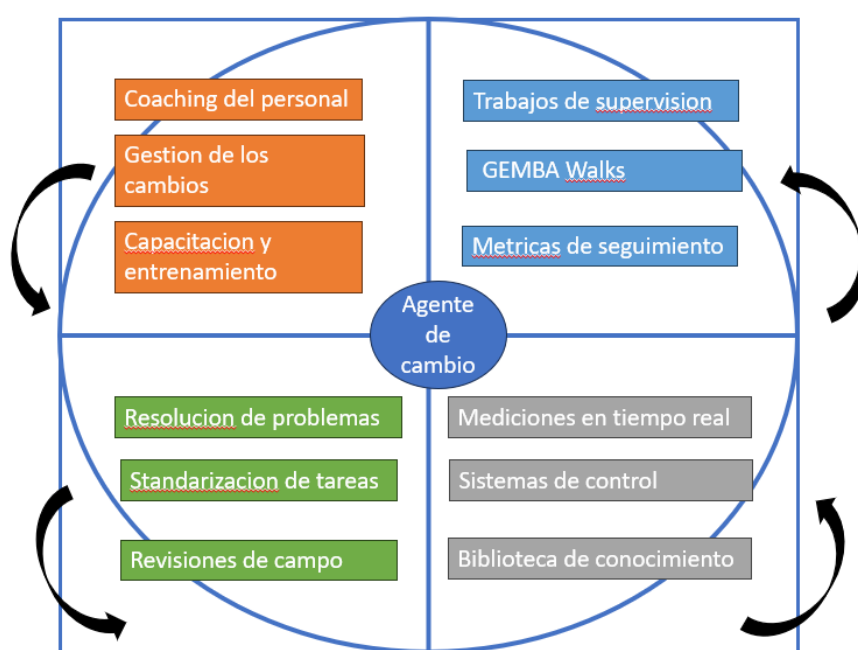 Coaching del personal
Gestion de los
cambios
Capacitacion y
entrenamiento
Trabajos de supervision
GEMBA Walks
Metricas de seguimiento
Agente
de
cambio
Resolucion de problemas
Standarizacion de tareas
Revisiones de campo
Mediciones en tiempo real
Sistemas de control
Biblioteca de conocimiento